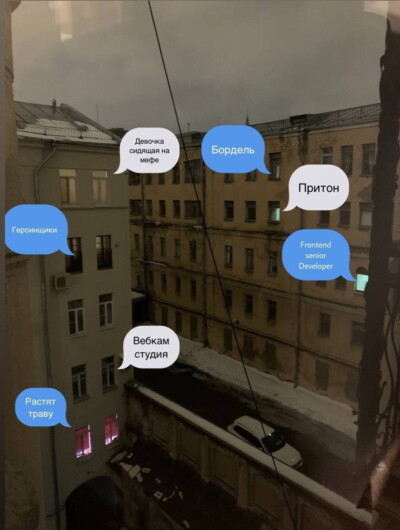 Девочка
сидящая на
мефе
Бордель
Притон
Героинщики
Frontend
senior
Developer
Вебкам
студия
Растят
траву